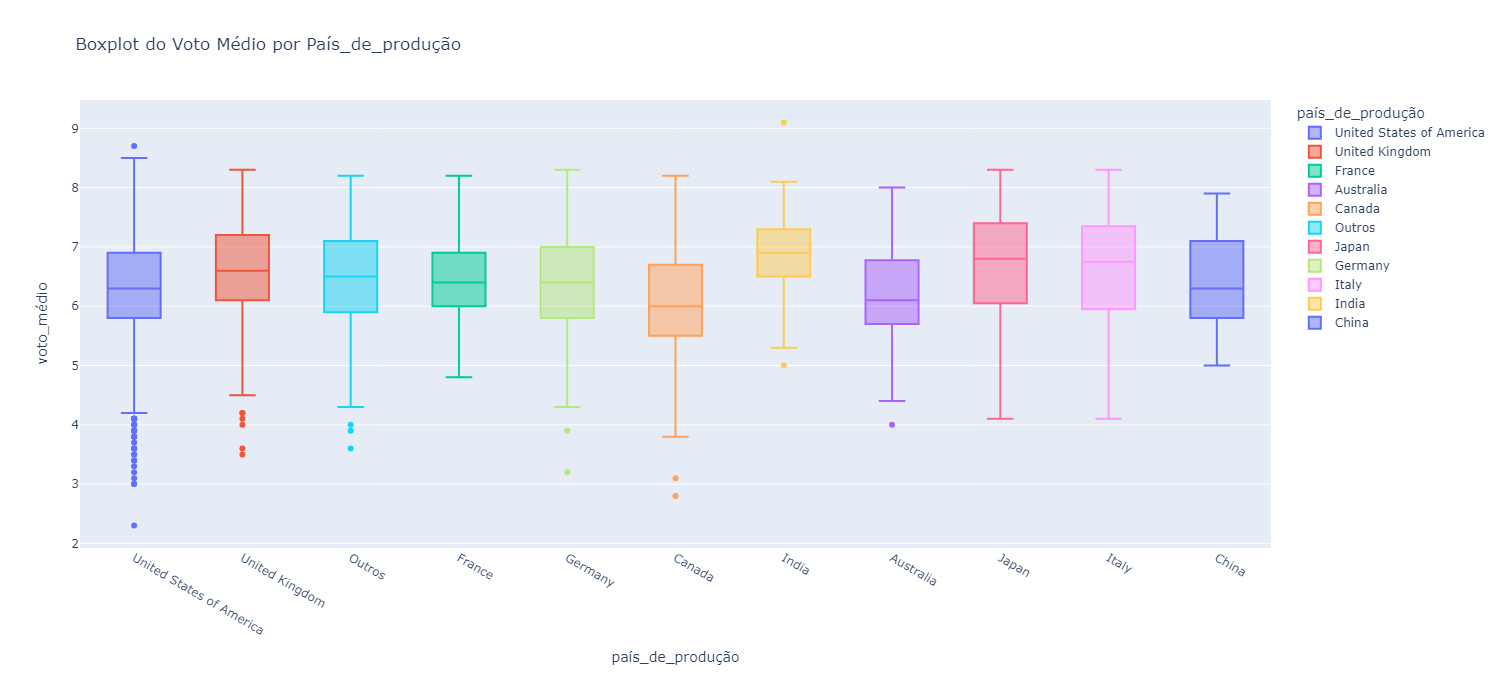 Boxplot do Voto Médio por País_de_produção
voto_médio
9
8
7
6
5
4
3
2
United States of America
United Kingdom
Outros
France
Germany
Canada
India
Australia
Japan
Italy
China
país_de_produção
país_de_produção
United States of America
United Kingdom
France
Australia
Canada
Outros
Japan
Germany
Italy
India
China